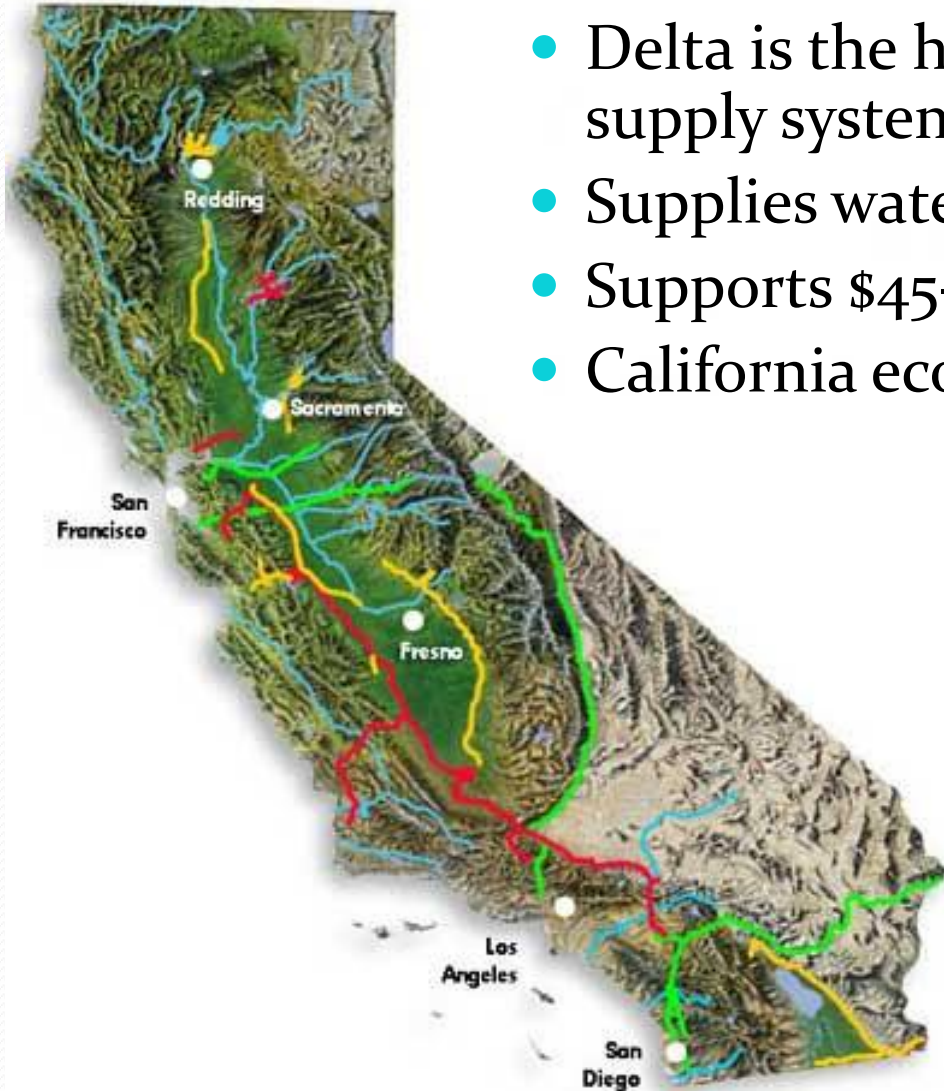 • Delta is the h
supply system
• Supplies wate
• Supports $45-
• California eco
Redding
Sacramento
San
Francisco
Fresno
Los
Angeles
San
Diego